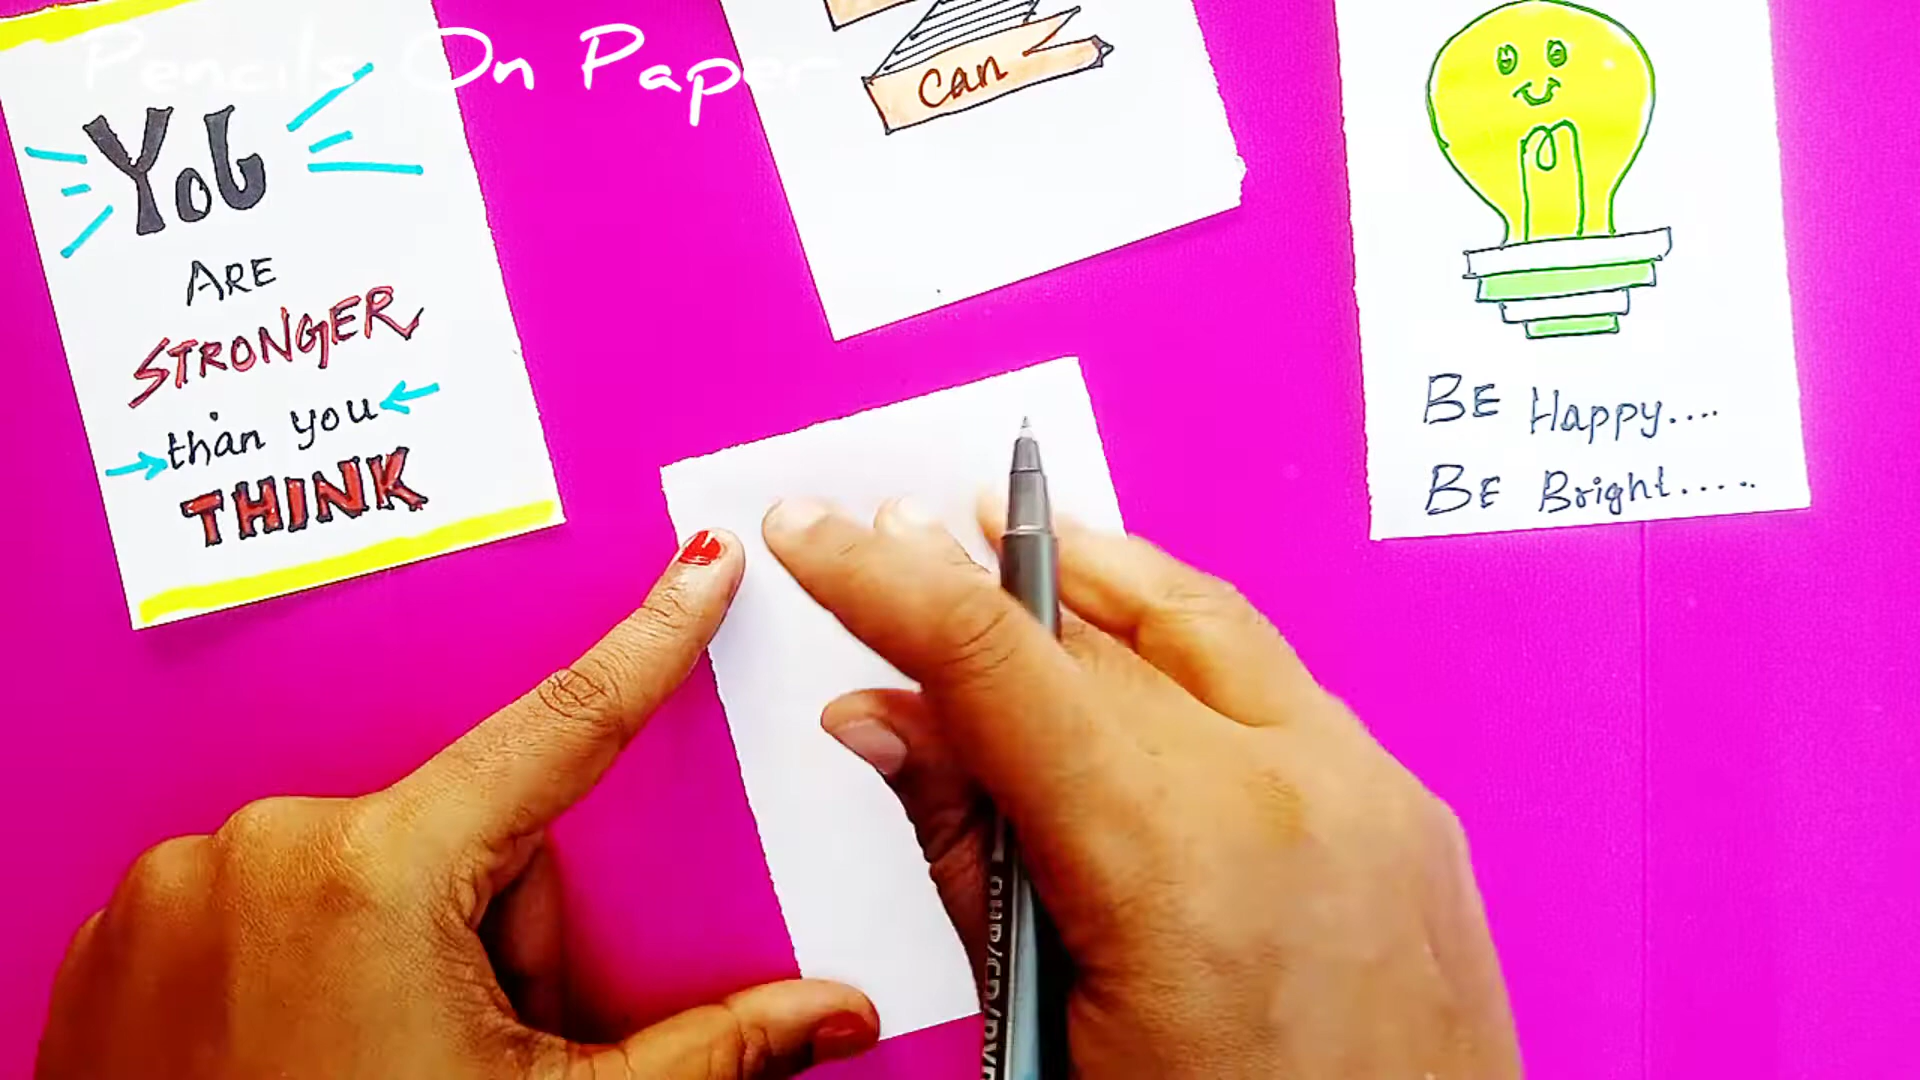 Pencils On Paper
You
ARE
STRONGER
than you
THINK
Can
BE Happy....
BE Bright.....